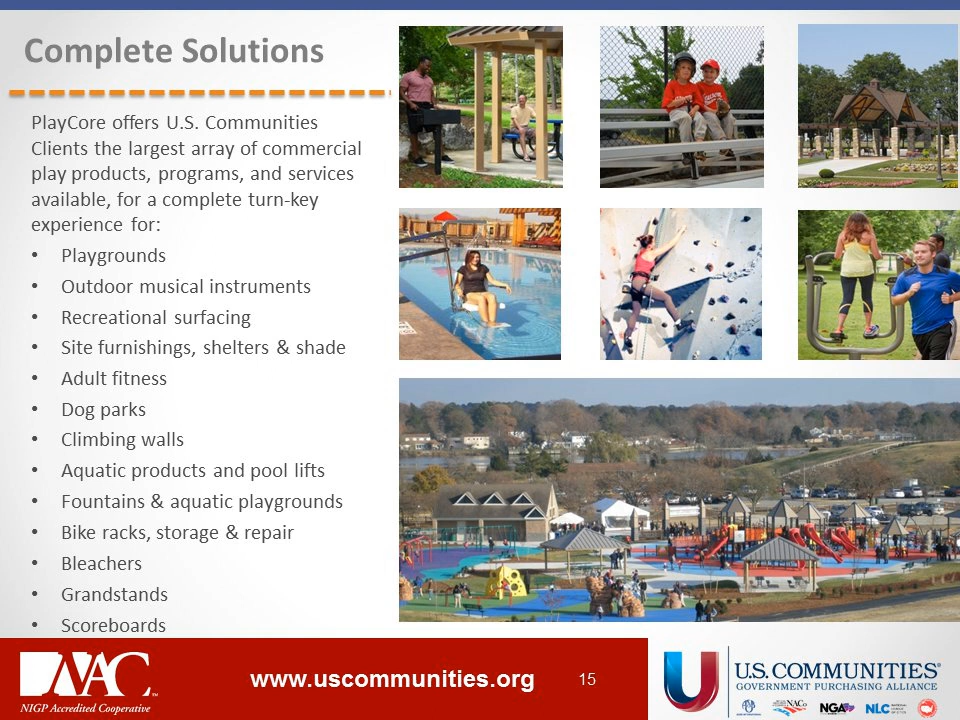 Complete Solutions
PlayCore offers U.S. Communities
Clients the largest array of commercial
play products, programs, and services
available, for a complete turn-key
experience for:
• Playgrounds
• Outdoor musical instruments
• Recreational surfacing
• Site furnishings, shelters & shade
• Adult fitness
• Dog parks
• Climbing walls
• Aquatic products and pool lifts
• Fountains & aquatic playgrounds
• Bike racks, storage & repair
• Bleachers
• Grandstands
• Scoreboards
NAC™
NIGP Accredited Cooperative
www.uscommunities.org
15
U.S. COMMUNITIES®
GOVERNMENT PURCHASING ALLIANCE
NACo
NGA
NLC